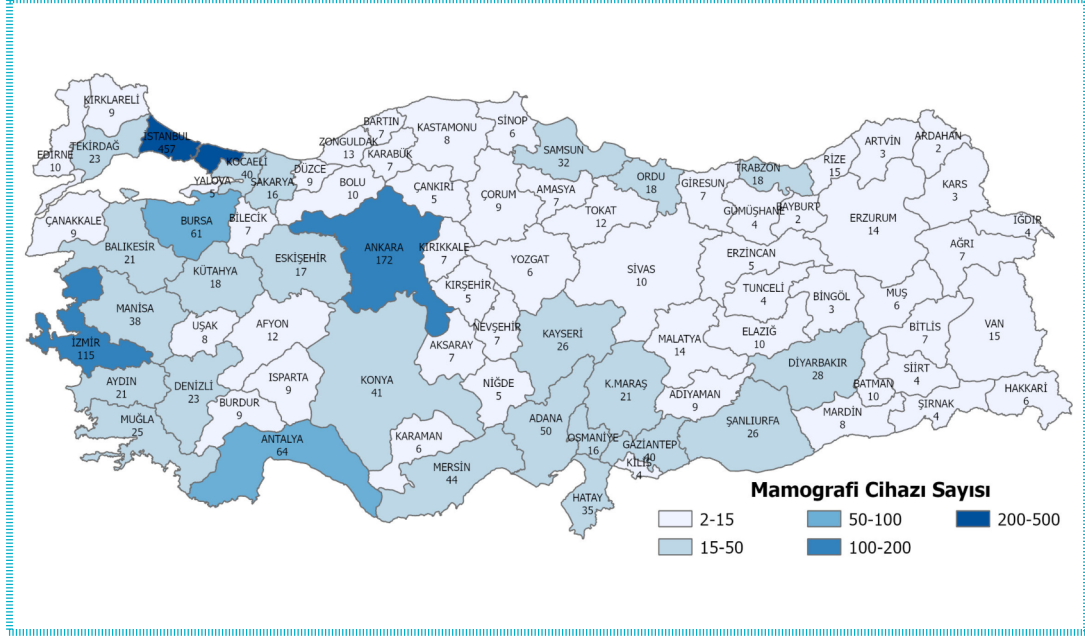 KIRKLARELİ
9
EDİRNE
10
TEKİRDAĞ
23
İSTANBUL
457
KOCAELİ
40
YALOVA
5
SAKARYA
16
DÜZCE
9
ZONGULDAK
13
BARTIN
7
KARABÜK
7
KASTAMONU
8
SİNOP
6
SAMSUN
32
ORDU
18
GİRESUN
7
TRABZON
18
RİZE
15
ARTVİN
3
ARDAHAN
2
KARS
3
IĞDIR
4
ÇANAKKALE
9
BALIKESİR
21
BURSA
61
BİLECİK
7
BOLU
10
ÇANKIRI
5
ÇORUM
9
AMASYA
7
TOKAT
12
GÜMÜŞHANE
4
BAYBURT
2
ERZURUM
14
AĞRI
7
KÜTAHYA
18
ESKİŞEHİR
17
ANKARA
172
KIRIKKALE
7
YOZGAT
6
SİVAS
10
ERZİNCAN
5
TUNCELİ
4
BİNGÖL
3
MUŞ
6
MANİSA
38
UŞAK
8
AFYON
12
KIRŞEHİR
5
NEVŞEHİR
7
KAYSERİ
26
MALATYA
14
ELAZIĞ
10
BİTLİS
7
VAN
15
İZMİR
115
AYDIN
21
DENİZLİ
23
ISPARTA
9
BURDUR
9
KONYA
41
AKSARAY
7
NİĞDE
5
K.MARAŞ
21
ADIYAMAN
9
DİYARBAKIR
28
BATMAN
10
SİİRT
4
ŞIRNAK
4
HAKKARİ
6
MUĞLA
25
ANTALYA
64
KARAMAN
6
MERSİN
44
ADANA
50
OSMANİYE
16
GAZİANTEP
40
KİLİS
4
ŞANLIURFA
26
MARDİN
8
HATAY
35
Mamografi Cihazı Sayısı
2-15
50-100
200-500
15-50
100-200